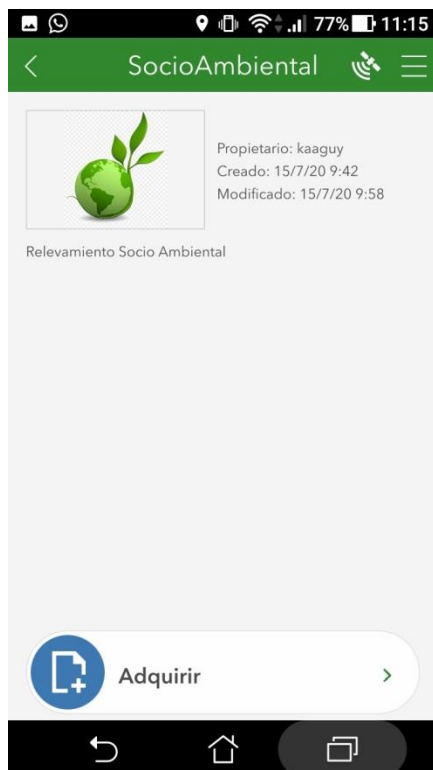 77% 11:15
SocioAmbiental
Propietario: kaaguy
Creado: 15/7/20 9:42
Modificado: 15/7/20 9:58
Relevamiento Socio Ambiental
Adquirir